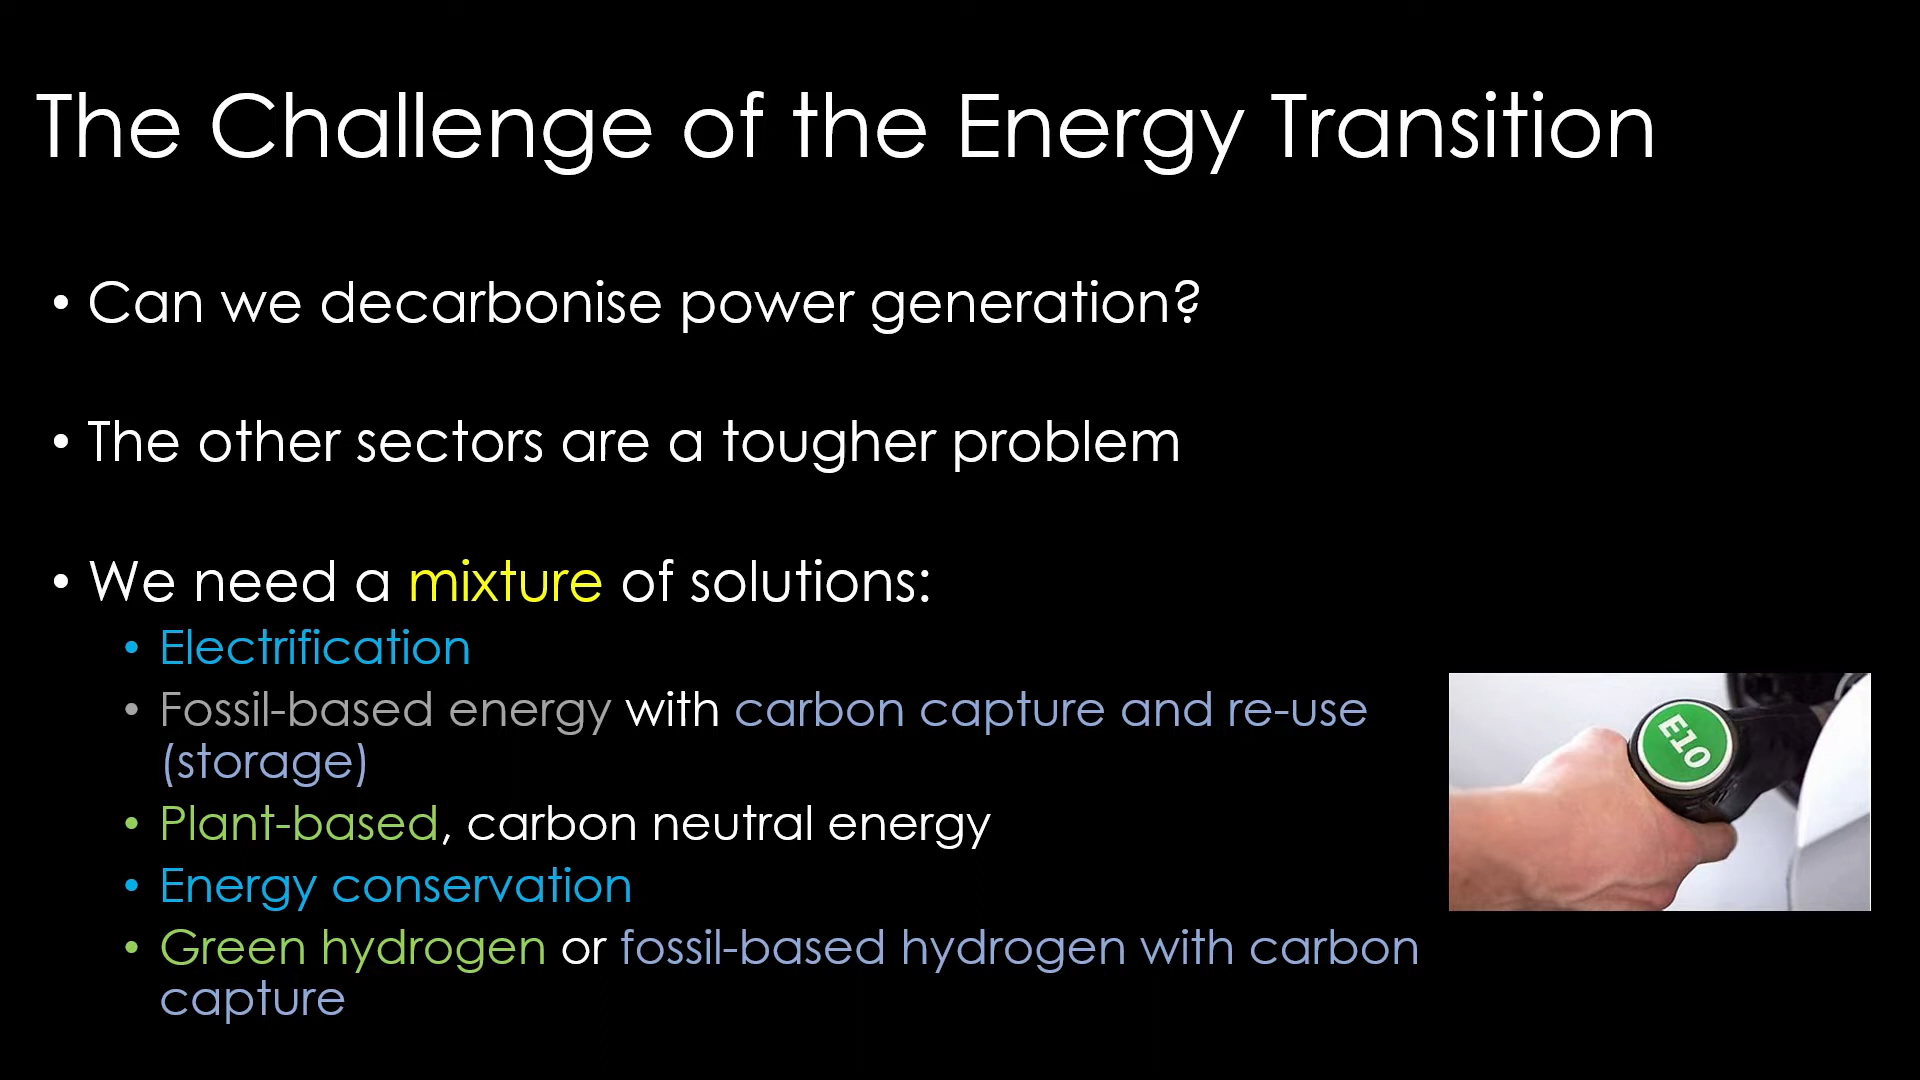 The Challenge of the Energy Transition
• Can we decarbonise power generation?
• The other sectors are a tougher problem
• We need a mixture of solutions:
• Electrification
• Fossil-based energy with carbon capture and re-use
(storage)
• Plant-based, carbon neutral energy
• Energy conservation
• Green hydrogen or fossil-based hydrogen with carbon
capture
E10